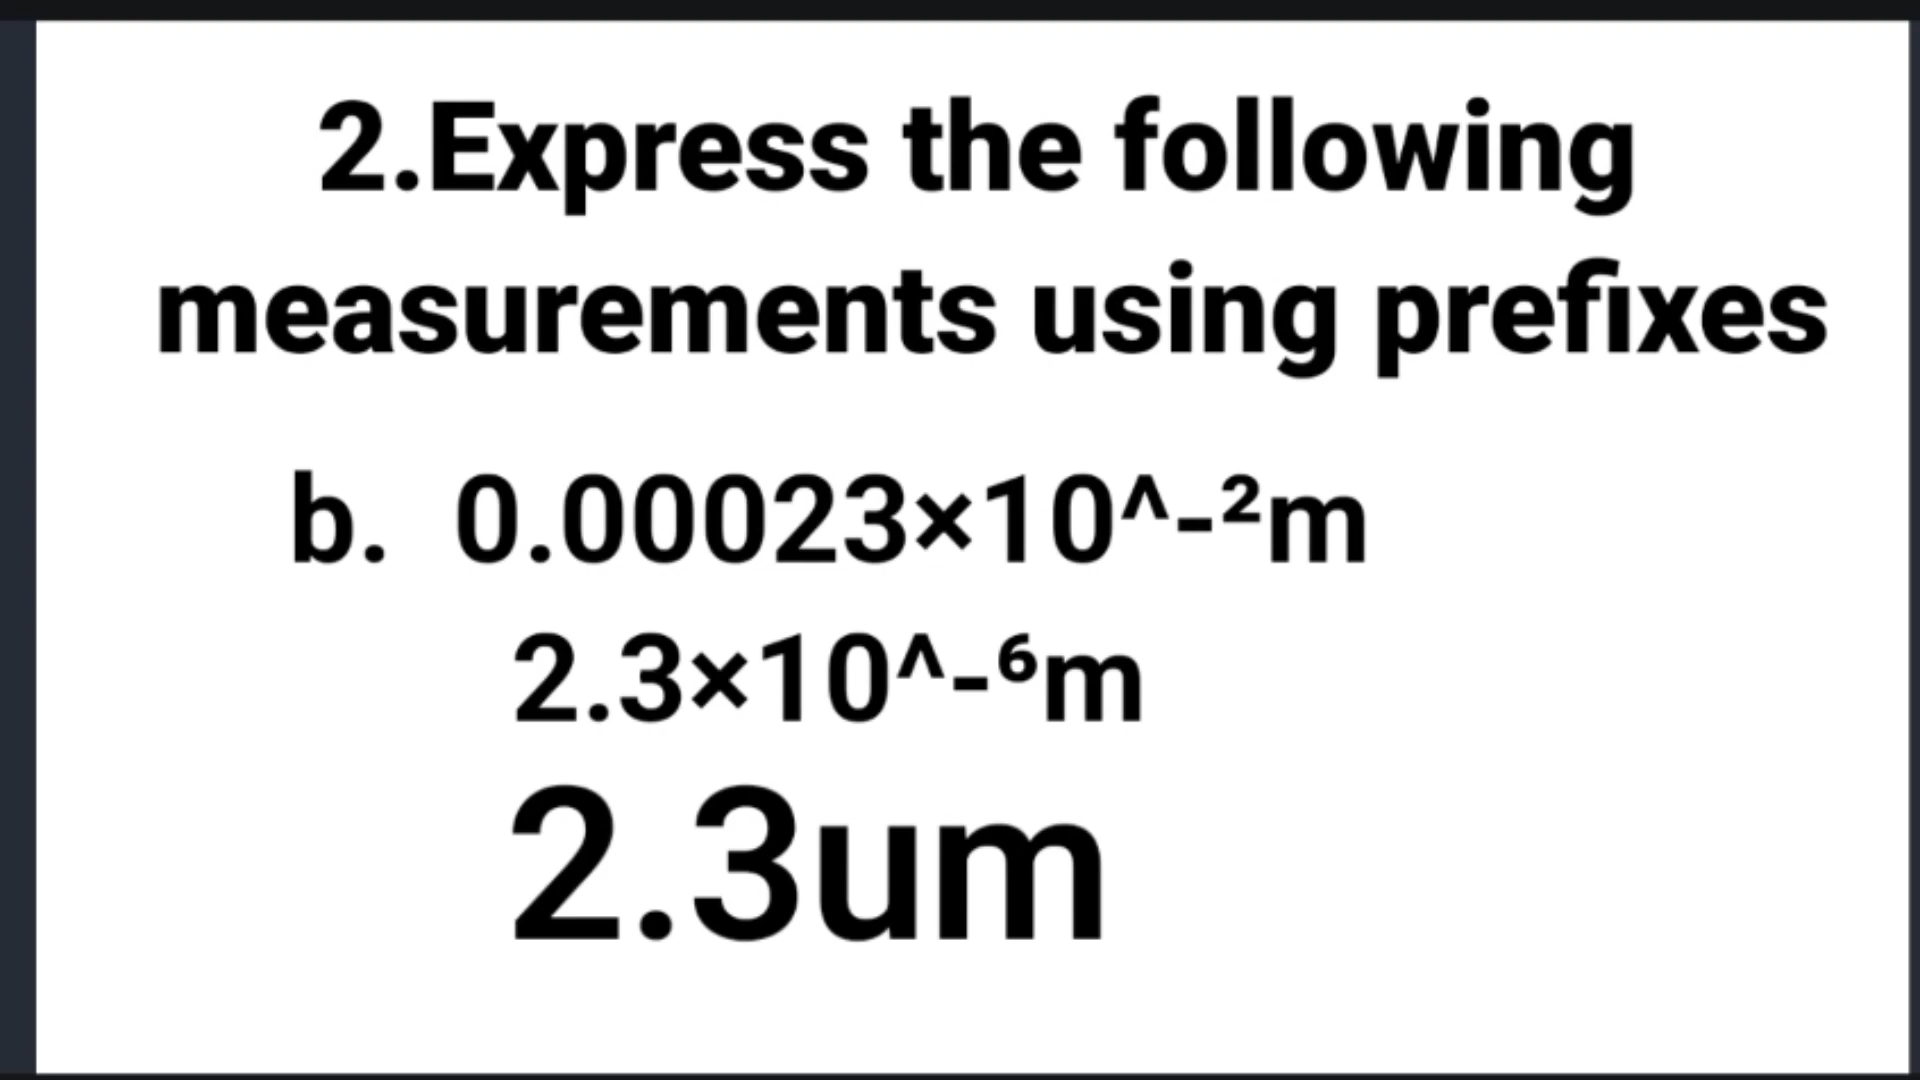 2.Express the following
measurements using prefixes
b. 0.00023×10^-²m
2.3×10^-⁶m
2.3um